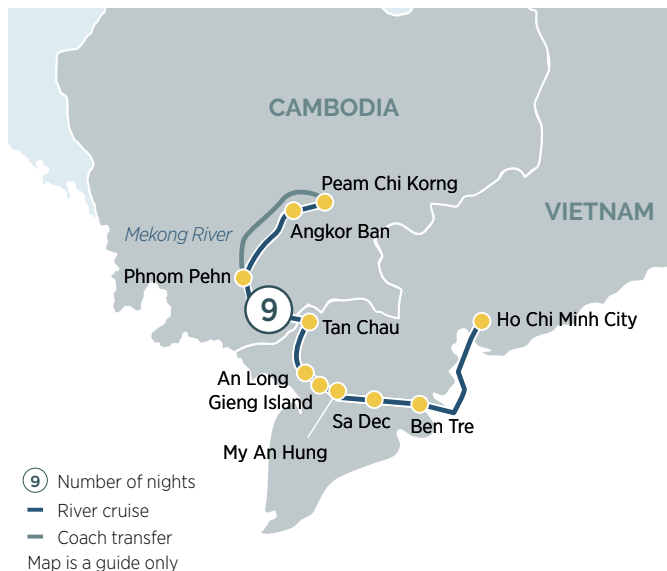 CAMBODIA
Peam Chi Korng
VIETNAM
Mekong River
Angkor Ban
Phnom Pehn
9
Tan Chau
Ho Chi Minh City
An Long
Gieng Island
Sa Dec
Ben Tre
My An Hung
9 Number of nights
River cruise
Coach transfer
Map is a guide only